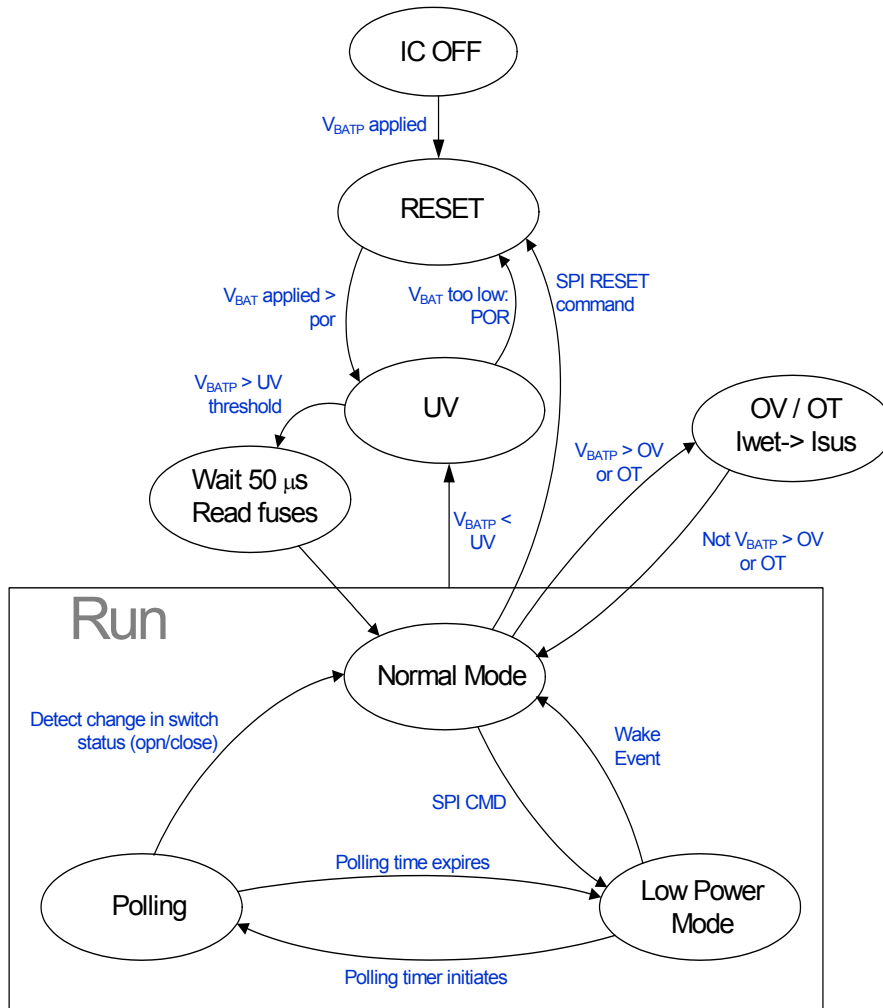 IC OFF
VBATP applied
RESET
VBAT applied >
por
VBAT too low:
POR
SPI RESET
command
VBATP > UV
threshold
UV
OV / OT
Iwet-> Isus
VBATP > OV
or OT
Wait 50 μs
Read fuses
VBATP <
UV
Not VBATP > OV
or OT
Run
Normal Mode
Detect change in switch
status (opn/close)
Wake
Event
SPI CMD
Polling time expires
Polling
Low Power
Mode
Polling timer initiates